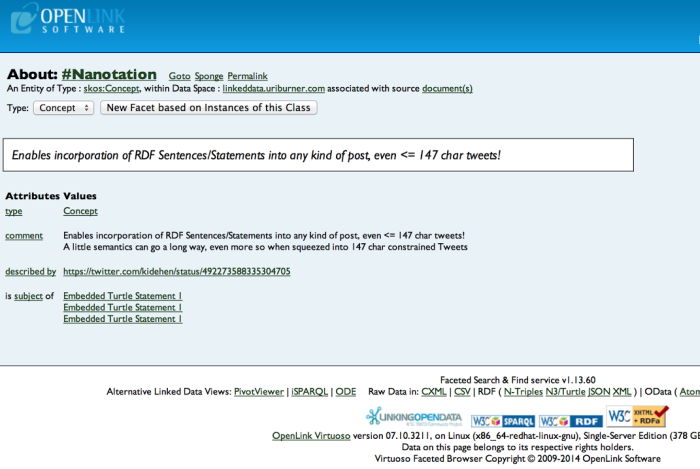 OPENLINK
SOFTWARE
About: #Nanotation Goto Sponge Permalink
An Entity of Type : skos:Concept, within Data Space : linkeddata.uriburner.com associated with source document(s)
Type: Concept New Facet based on Instances of this Class
Enables incorporation of RDF Sentences/Statements into any kind of post, even <= 147 char tweets!
Attributes Values
type Concept
comment Enables incorporation of RDF Sentences/Statements into any kind of post, even <= 147 char tweets!
A little semantics can go a long way, even more so when squeezed into 147 char constrained Tweets
described by https://twitter.com/kidehen/status/492273588335304705
is subject of Embedded Turtle Statement 1
Embedded Turtle Statement 1
Embedded Turtle Statement 1
Faceted Search & Find service v1.13.60
Alternative Linked Data Views: PivotViewer | iSPARQL | ODE Raw Data in: CXML | CSV | RDF ( N-Triples N3/Turtle JSON XML ) | OData ( Atom
LINKINGOPENDATA W3C SPARQL W3C RDF W3C XHTML + RDFa
OpenLink Virtuoso version 07.10.3211, on Linux (x86_64-redhat-linux-gnu), Single-Server Edition (378 GB
Data on this page belongs to its respective rights holders.
Virtuoso Faceted Browser Copyright © 2009-2014 OpenLink Software